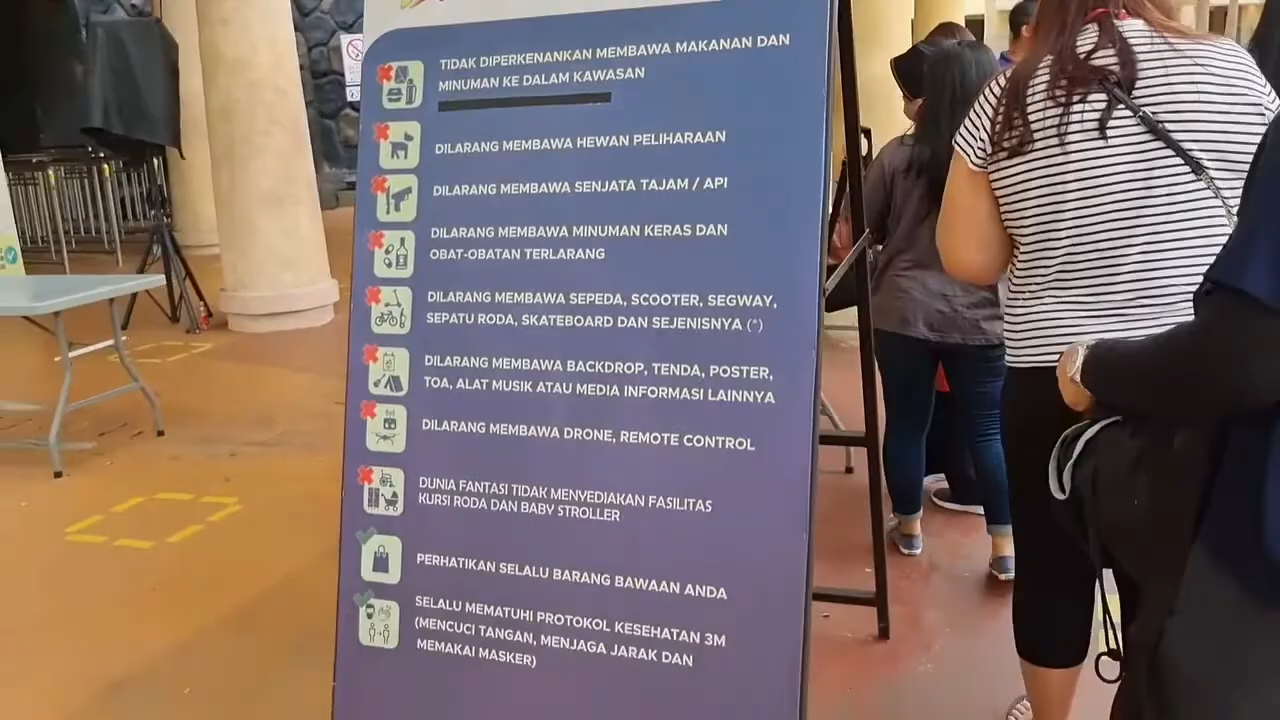 TIDAK DIPERKENANKAN MEMBAWA MAKANAN DAN
MINUMAN KE DALAM KAWASAN
DILARANG MEMBAWA HEWAN PELIHARAAN
DILARANG MEMBAWA SENJATA TAJAM / API
DILARANG MEMBAWA MINUMAN KERAS DAN
OBAT-OBATAN TERLARANG
DILARANG MEMBAWA SEPEDA, SCOOTER, SEGWAY,
SEPATU RODA, SKATEBOARD DAN SEJENISNYA (*)
DILARANG MEMBAWA BACKDROP, TENDA, POSTER,
TOA, ALAT MUSIK ATAU MEDIA INFORMASI LAINNYA
DILARANG MEMBAWA DRONE, REMOTE CONTROL
DUNIA FANTASI TIDAK MENYEDIAKAN FASILITAS
KURSI RODA DAN BABY STROLLER
PERHATIKAN SELALU BARANG BAWAAN ANDA
SELALU MEMATUHI PROTOKOL KESEHATAN 3M
(MENCUCI TANGAN, MENJAGA JARAK DAN
MEMAKAI MASKER)